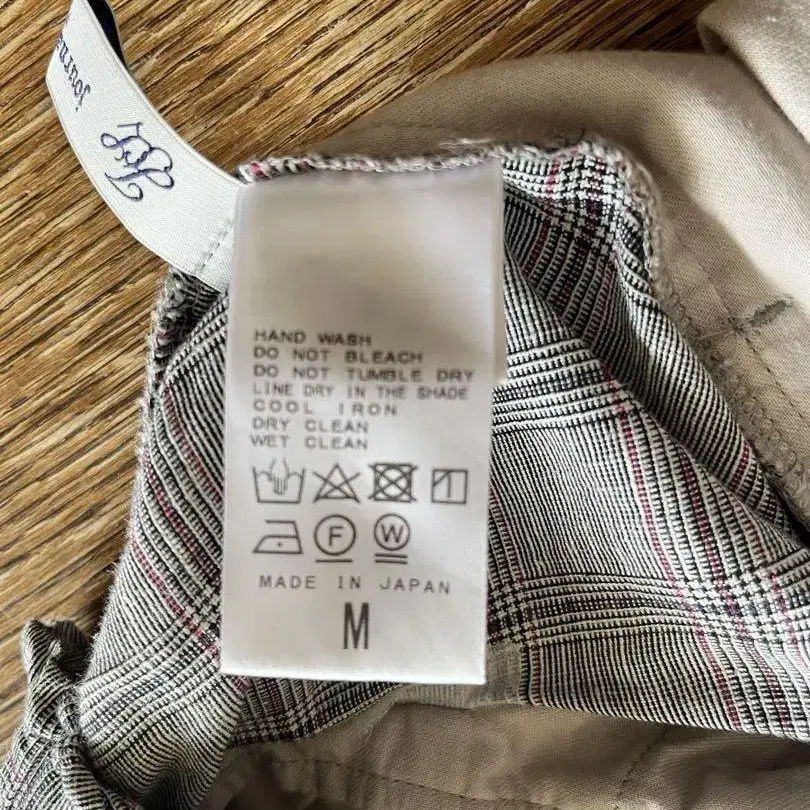 HAND WASH
DO NOT BLEACH
DO NOT TUMBLE DRY
LINE DRY IN THE SHADE
COOL IRON
DRY CLEAN
WET CLEAN
F W
MADE IN JAPAN
M